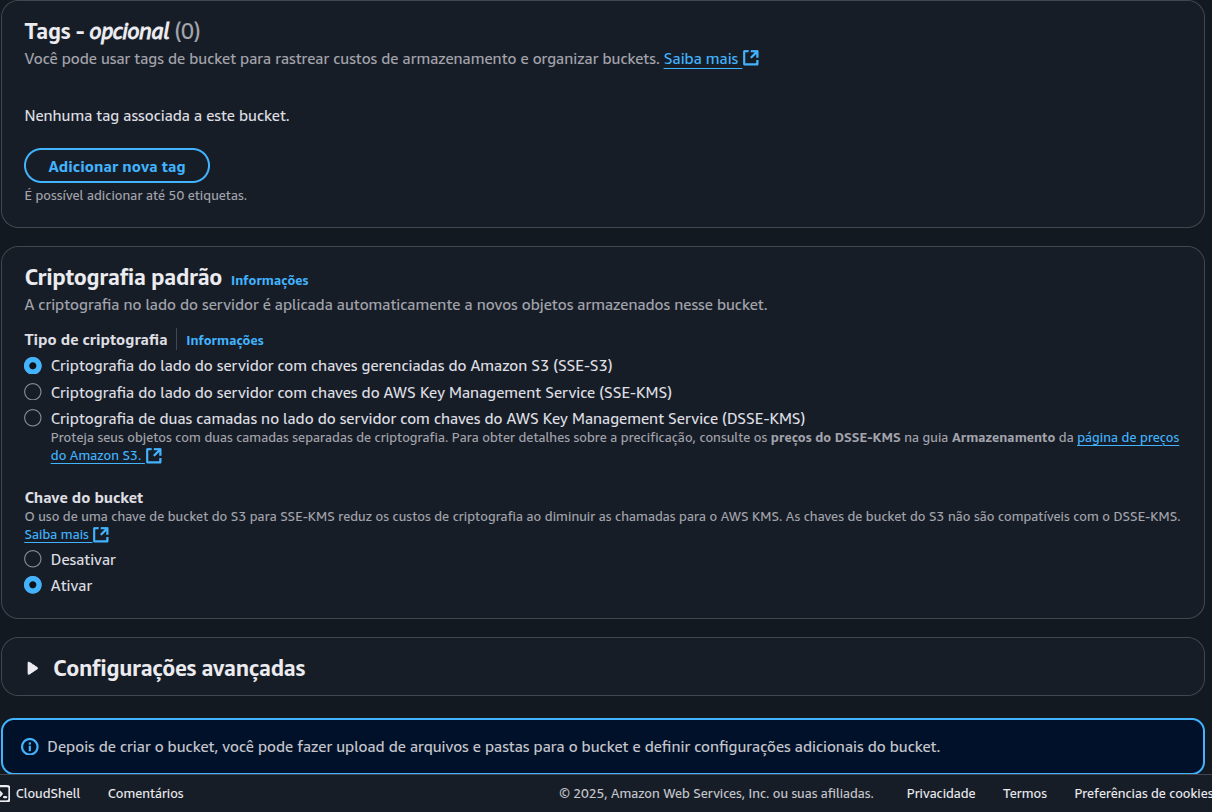 Tags - opcional (0)
Você pode usar tags de bucket para rastrear custos de armazenamento e organizar buckets. Saiba mais
Nenhuma tag associada a este bucket.
Adicionar nova tag
É possível adicionar até 50 etiquetas.
Criptografia padrão Informações
A criptografia no lado do servidor é aplicada automaticamente a novos objetos armazenados nesse bucket.
Tipo de criptografia Informações
Criptografia do lado do servidor com chaves gerenciadas do Amazon S3 (SSE-S3)
Criptografia do lado do servidor com chaves do AWS Key Management Service (SSE-KMS)
Criptografia de duas camadas no lado do servidor com chaves do AWS Key Management Service (DSSE-KMS)
Proteja seus objetos com duas camadas separadas de criptografia. Para obter detalhes sobre a precificação, consulte os preços do DSSE-KMS na guia Armazenamento da página de preços
do Amazon S3.
Chave do bucket
O uso de uma chave de bucket do S3 para SSE-KMS reduz os custos de criptografia ao diminuir as chamadas para o AWS KMS. As chaves de bucket do S3 não são compatíveis com o DSSE-KMS.
Saiba mais
Desativar
Ativar
Configurações avançadas
Depois de criar o bucket, você pode fazer upload de arquivos e pastas para o bucket e definir configurações adicionais do bucket.
CloudShell Comentários © 2025, Amazon Web Services, Inc. ou suas afiliadas. Privacidade Termos Preferências de cookies